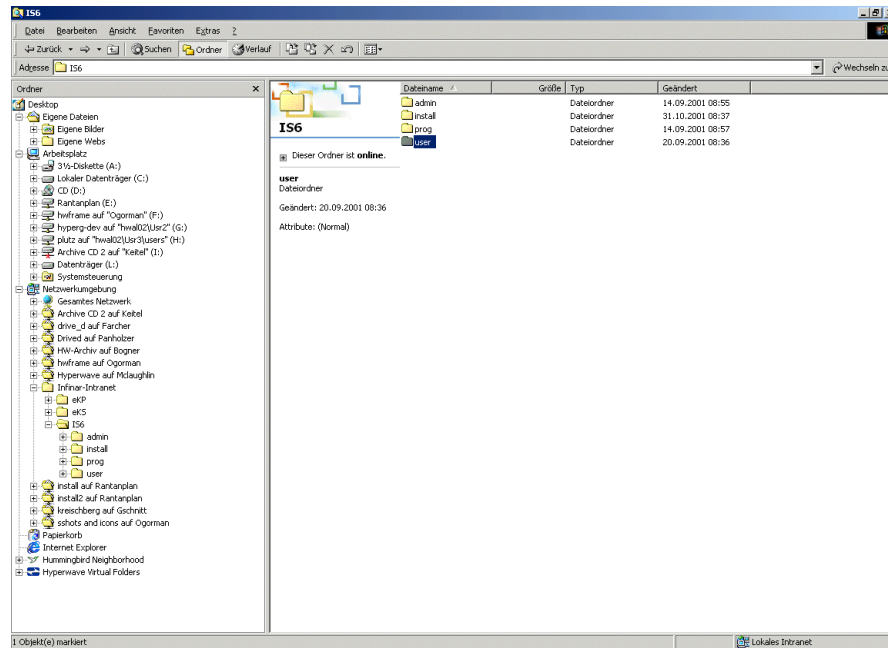 IS6
Datei Bearbeiten Ansicht Favoriten Extras ?
Zurück Suchen Ordner Verlauf
Adresse IS6 Wechseln zu
Ordner
Desktop
Eigene Dateien
Eigene Bilder
Eigene Webs
Arbeitsplatz
3½-Diskette (A:)
Lokaler Datenträger (C:)
CD (D:)
Rantanplan (E:)
hwframe auf "Ogorman" (F:)
hyperg-dev auf "hwal02\Usr2" (G:)
plutz auf "hwal02\Usr3\users" (H:)
Archive CD 2 auf "Keitel" (I:)
Datenträger (L:)
Systemsteuerung
Netzwerkumgebung
Gesamtes Netzwerk
Archive CD 2 auf Keitel
drive_d auf Farcher
Drived auf Panholzer
HW-Archiv auf Bogner
hwframe auf Ogorman
Hyperwave auf Mclaughlin
Infinar-Intranet
eKP
eKS
IS6
admin
install
prog
user
install auf Rantanplan
install2 auf Rantanplan
kreischberg auf Gschnitt
sshots and icons auf Ogorman
Papierkorb
Internet Explorer
Hummingbird Neighborhood
Hyperwave Virtual Folders
IS6
Dieser Ordner ist online.
user
Dateiordner
Geändert: 20.09.2001 08:36
Attribute: (Normal)
Dateiname Größe Typ Geändert
admin Dateiordner 14.09.2001 08:55
install Dateiordner 31.10.2001 08:37
prog Dateiordner 14.09.2001 08:57
user Dateiordner 20.09.2001 08:36
1 Objekt(e) markiert Lokales Intranet